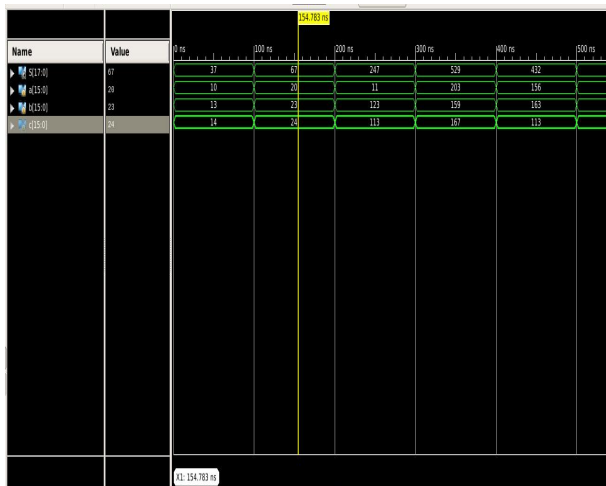 154.783 ns
Name Value
0 ns 100 ns 200 ns 300 ns 400 ns 500 ns
S[17:0] 67 37 67 247 529 432
a[15:0] 20 10 20 11 203 156
b[15:0] 23 13 23 123 159 163
c[15:0] 24 14 24 113 167 113
X1: 154.783 ns